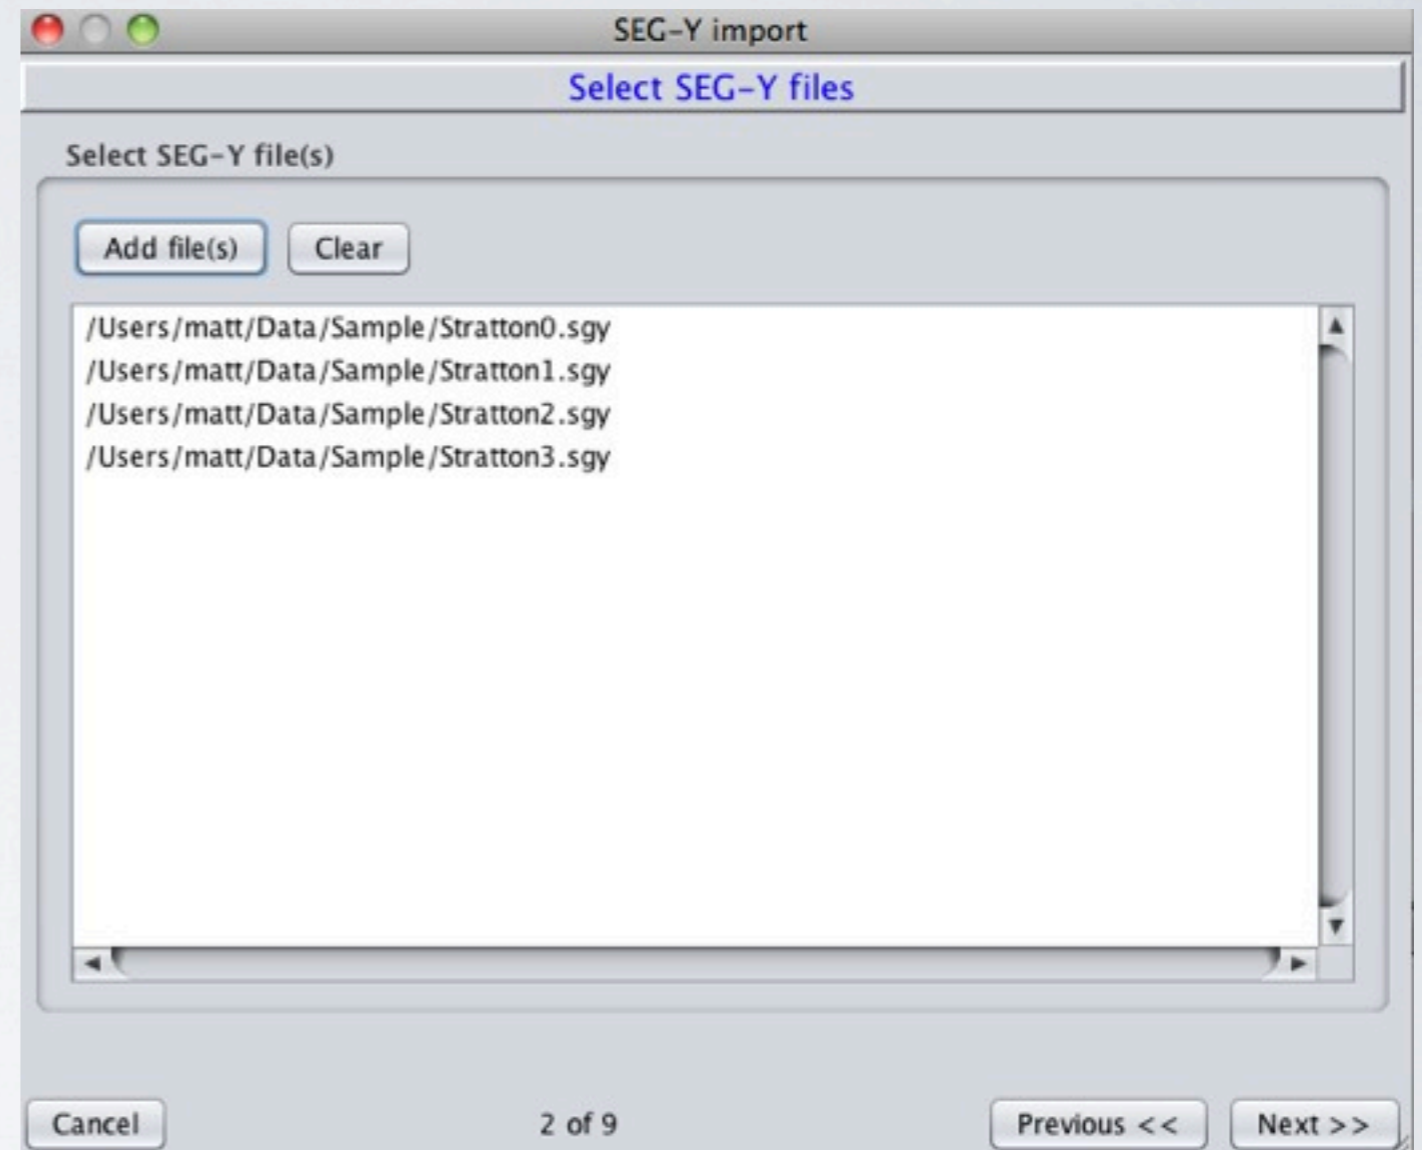 SEG-Y import
Select SEG-Y files
Select SEG-Y file(s)
Add file(s) Clear
/Users/matt/Data/Sample/Stratton0.sgy
/Users/matt/Data/Sample/Stratton1.sgy
/Users/matt/Data/Sample/Stratton2.sgy
/Users/matt/Data/Sample/Stratton3.sgy
Cancel 2 of 9 Previous << Next >>